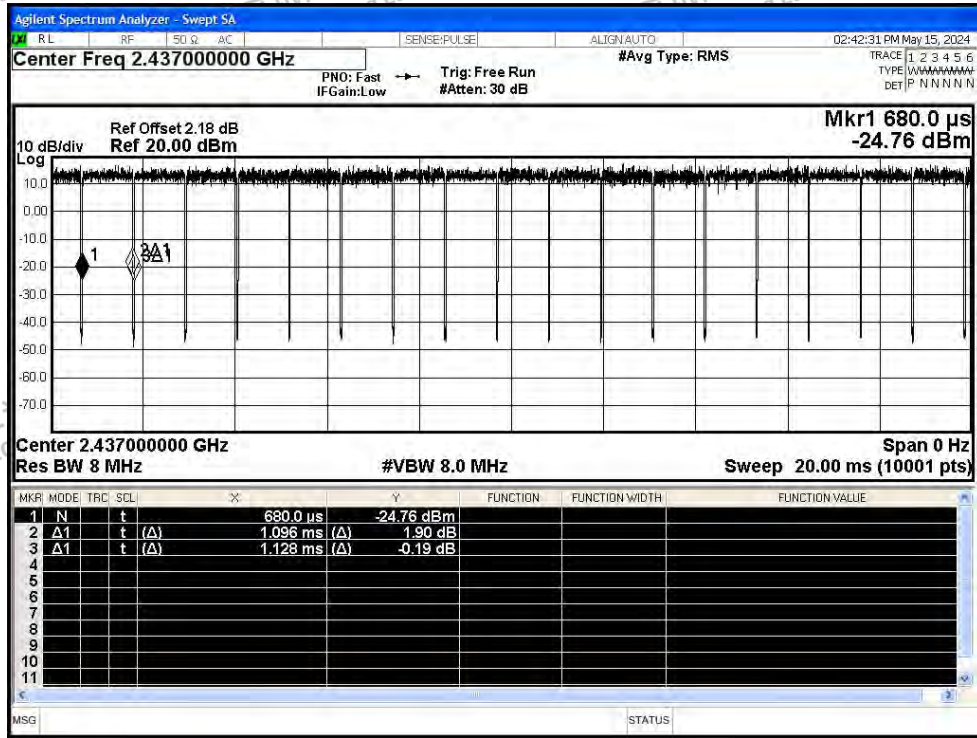 Agilent Spectrum Analyzer - Swept SA
LXI RL RF 50 Ω AC SENSE:PULSE ALIGN AUTO 02:42:31 PM May 15, 2024
Center Freq 2.437000000 GHz #Avg Type: RMS TRACE 1 2 3 4 5 6
PNO: Fast Trig: Free Run TYPE WWWWWW
IFGain:Low #Atten: 30 dB DET P N N N N N
Mkr1 680.0 µs
Ref Offset 2.18 dB
10 dB/div Ref 20.00 dBm -24.76 dBm
Log
10.0
0.00
-10.0
1
3Δ1
-20.0
-30.0
-40.0
-50.0
-60.0
-70.0
Center 2.437000000 GHz Span 0 Hz
Res BW 8 MHz #VBW 8.0 MHz Sweep 20.00 ms (10001 pts)
MKR MODE TRC SCL X Y FUNCTION FUNCTION WIDTH FUNCTION VALUE
1 N t 680.0 µs -24.76 dBm
2 Δ1 t (Δ) 1.096 ms (Δ) 1.90 dB
3 Δ1 t (Δ) 1.128 ms (Δ) -0.19 dB
4
5
6
7
8
9
10
11
MSG STATUS